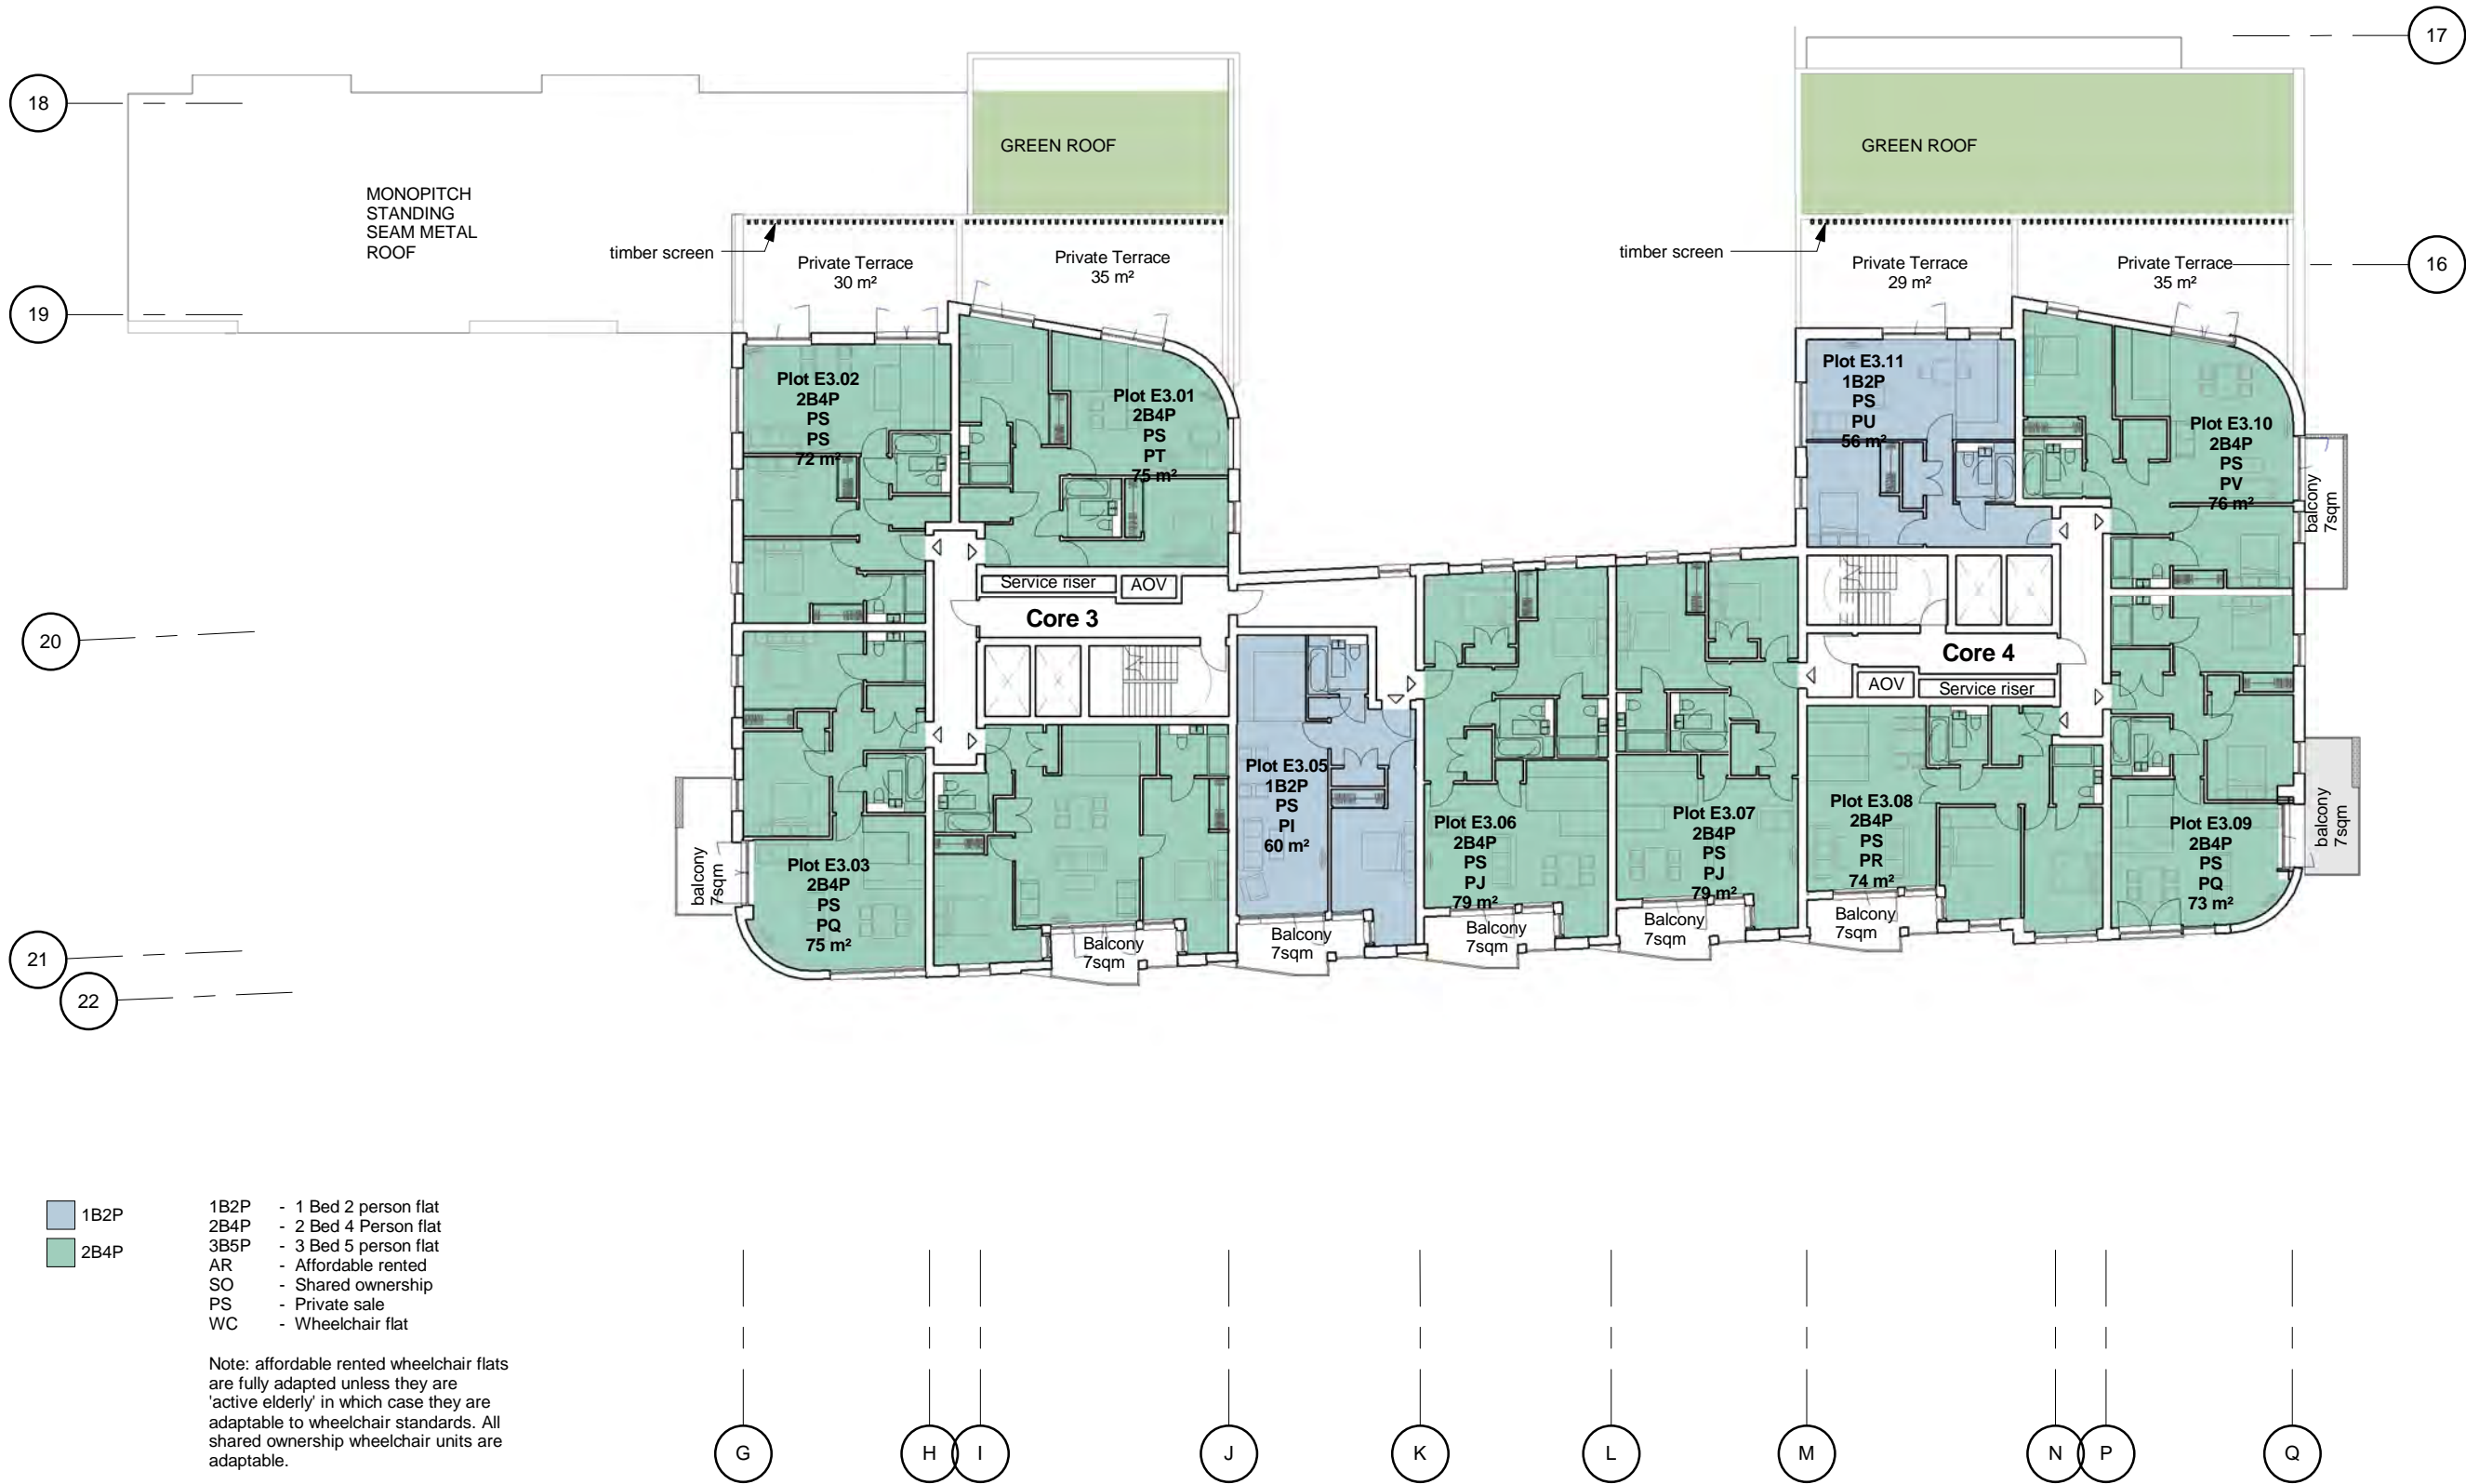 17
18
GREEN ROOF
GREEN ROOF
MONOPITCH
STANDING
SEAM METAL
ROOF
timber screen
Private Terrace
30 m²
Private Terrace
35 m²
timber screen
Private Terrace
29 m²
Private Terrace
35 m²
16
19
Plot E3.02
2B4P
PS
PS
72 m²
Plot E3.01
2B4P
PS
PT
75 m²
Plot E3.11
1B2P
PS
PU
56 m²
Plot E3.10
2B4P
PS
PV
76 m²
balcony
7sqm
Service riser
AOV
Core 3
20
Core 4
AOV
Service riser
Plot E3.05
1B2P
PS
PI
60 m²
Plot E3.06
2B4P
PS
PJ
79 m²
Plot E3.07
2B4P
PS
PJ
79 m²
Plot E3.08
2B4P
PS
PR
74 m²
Plot E3.09
2B4P
PS
PQ
73 m²
balcony
7sqm
balcony
7sqm
Plot E3.03
2B4P
PS
PQ
75 m²
Balcony
7sqm
Balcony
7sqm
Balcony
7sqm
Balcony
7sqm
Balcony
7sqm
21
22
1B2P
2B4P
1B2P - 1 Bed 2 person flat
2B4P - 2 Bed 4 Person flat
3B5P - 3 Bed 5 person flat
AR - Affordable rented
SO - Shared ownership
PS - Private sale
WC - Wheelchair flat
Note: affordable rented wheelchair flats
are fully adapted unless they are
'active elderly' in which case they are
adaptable to wheelchair standards. All
shared ownership wheelchair units are
adaptable.
G
H
I
J
K
L
M
N
P
Q